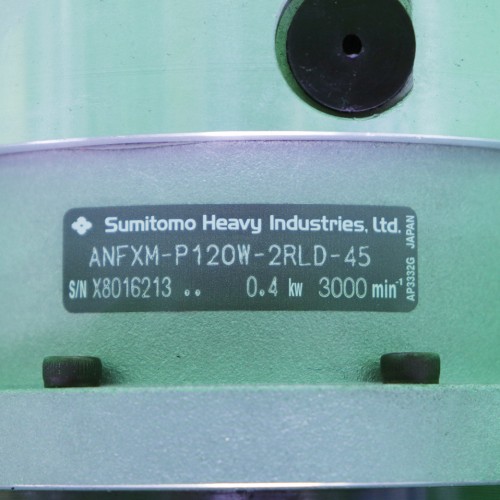 Sumitomo Heavy Industries, Ltd.
ANFXM-P120W-2RLD-45
S/N X8016213 .. 0.4 kw 3000 min⁻¹
AP3332G JAPAN